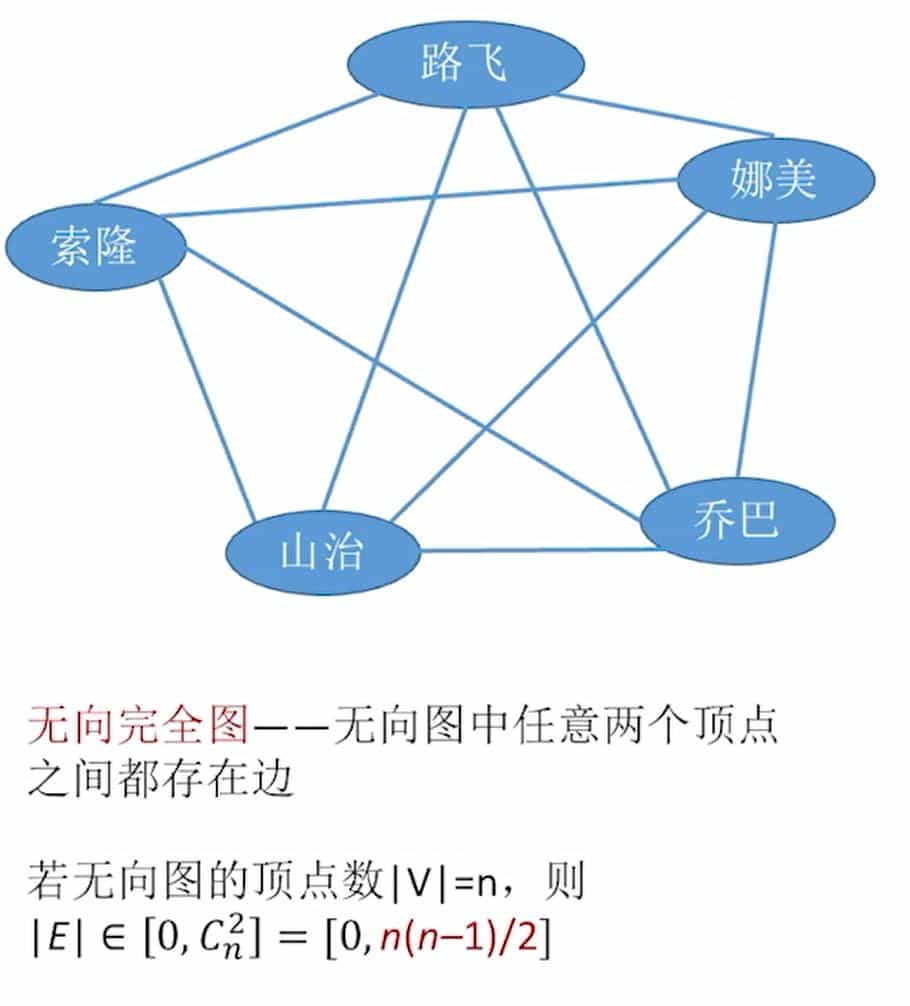 路飞
娜美
索隆
乔巴
山治
无向完全图——无向图中任意两个顶点
之间都存在边
若无向图的顶点数|V|=n，则
|E| ∈ [0, C_n^2] = [0, n(n–1)/2]